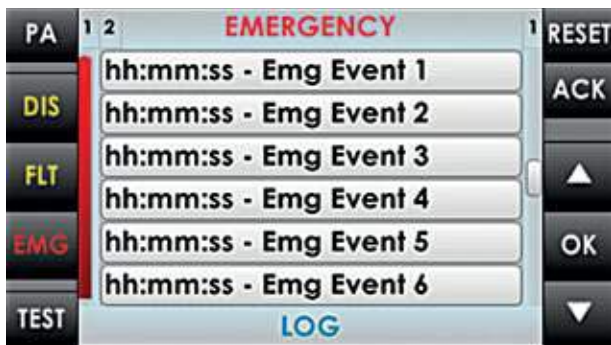 PA
DIS
FLT
EMG
TEST
1 2 EMERGENCY 1
hh:mm:ss - Emg Event 1
hh:mm:ss - Emg Event 2
hh:mm:ss - Emg Event 3
hh:mm:ss - Emg Event 4
hh:mm:ss - Emg Event 5
hh:mm:ss - Emg Event 6
LOG
RESET
ACK
OK